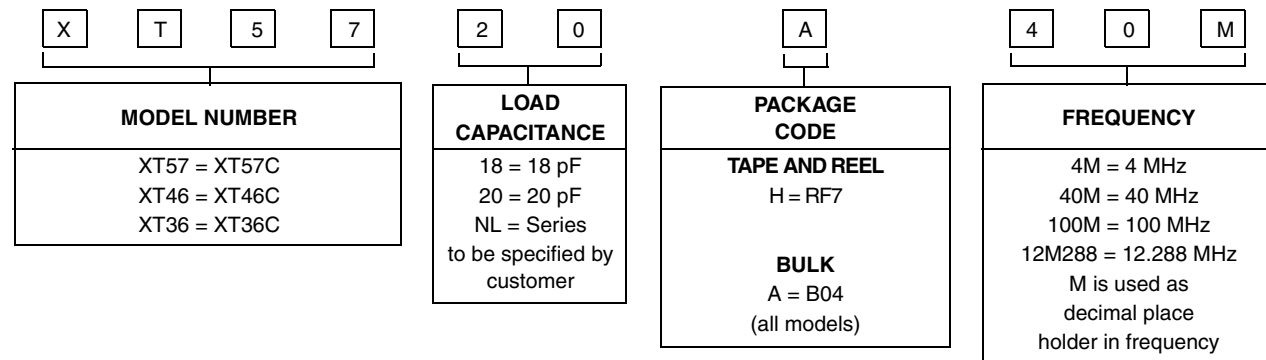 X T 5 7 2 0 A 4 0 M
MODEL NUMBER
XT57 = XT57C
XT46 = XT46C
XT36 = XT36C
LOAD
CAPACITANCE
18 = 18 pF
20 = 20 pF
NL = Series
to be specified by
customer
PACKAGE
CODE
TAPE AND REEL
H = RF7
BULK
A = B04
(all models)
FREQUENCY
4M = 4 MHz
40M = 40 MHz
100M = 100 MHz
12M288 = 12.288 MHz
M is used as
decimal place
holder in frequency